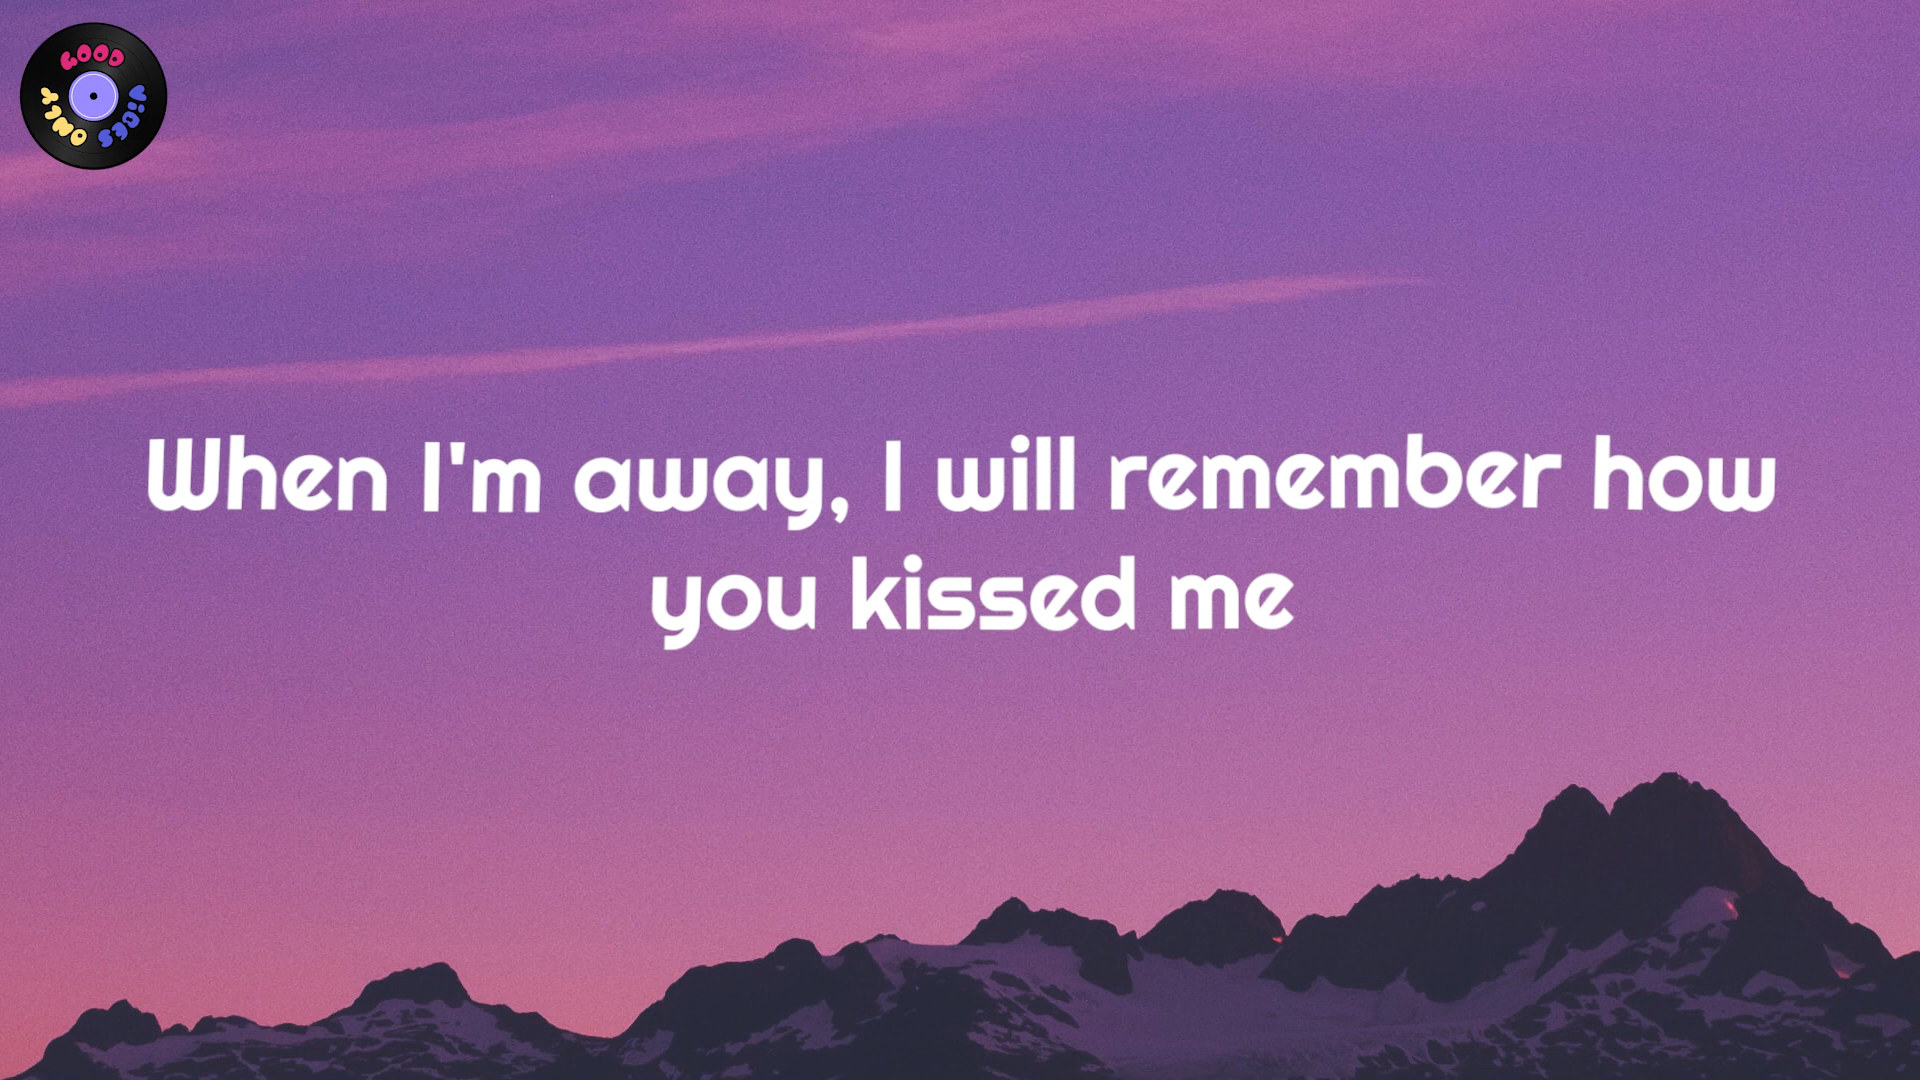 GOOD
VIBES
ONLY
When I'm away, I will remember how
you kissed me